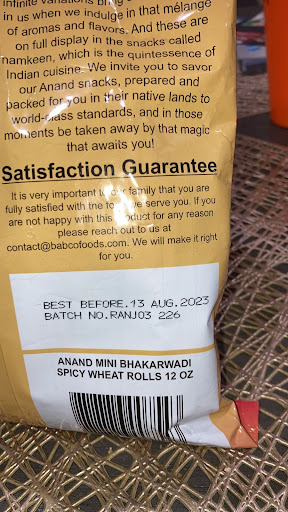 in us when we indulge in that mélange
of aromas and flavors. And these are
on full display in the snacks called
namkeen, which is the quintessence of
Indian cuisine. We invite you to savor
our Anand snacks, prepared and
packed for you in their native lands to
world-class standards, and in those
moments be taken away by that magic
that awaits you!
Satisfaction Guarantee
It is very important to our family that you are
fully satisfied with the food we serve you. If you
are not happy with this product for any reason
please reach out to us at
contact@babcofoods.com. We will make it right
for you.
BEST BEFORE.13 AUG.2023
BATCH NO.RANJ03 226
ANAND MINI BHAKARWADI
SPICY WHEAT ROLLS 12 OZ